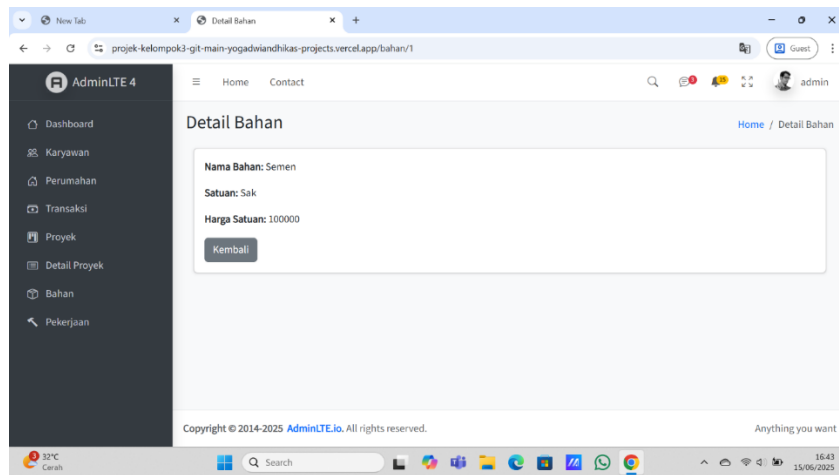 New Tab
Detail Bahan
projek-kelompok3-git-main-yogadwiandhikas-projects.vercel.app/bahan/1
Guest
AdminLTE 4
Home Contact
3
15
admin
Dashboard
Karyawan
Perumahan
Transaksi
Proyek
Detail Proyek
Bahan
Pekerjaan
Detail Bahan
Home / Detail Bahan
Nama Bahan: Semen
Satuan: Sak
Harga Satuan: 100000
Kembali
Copyright © 2014-2025 AdminLTE.io. All rights reserved.
Anything you want
3
32°C
Cerah
Search
16:43
15/06/2025